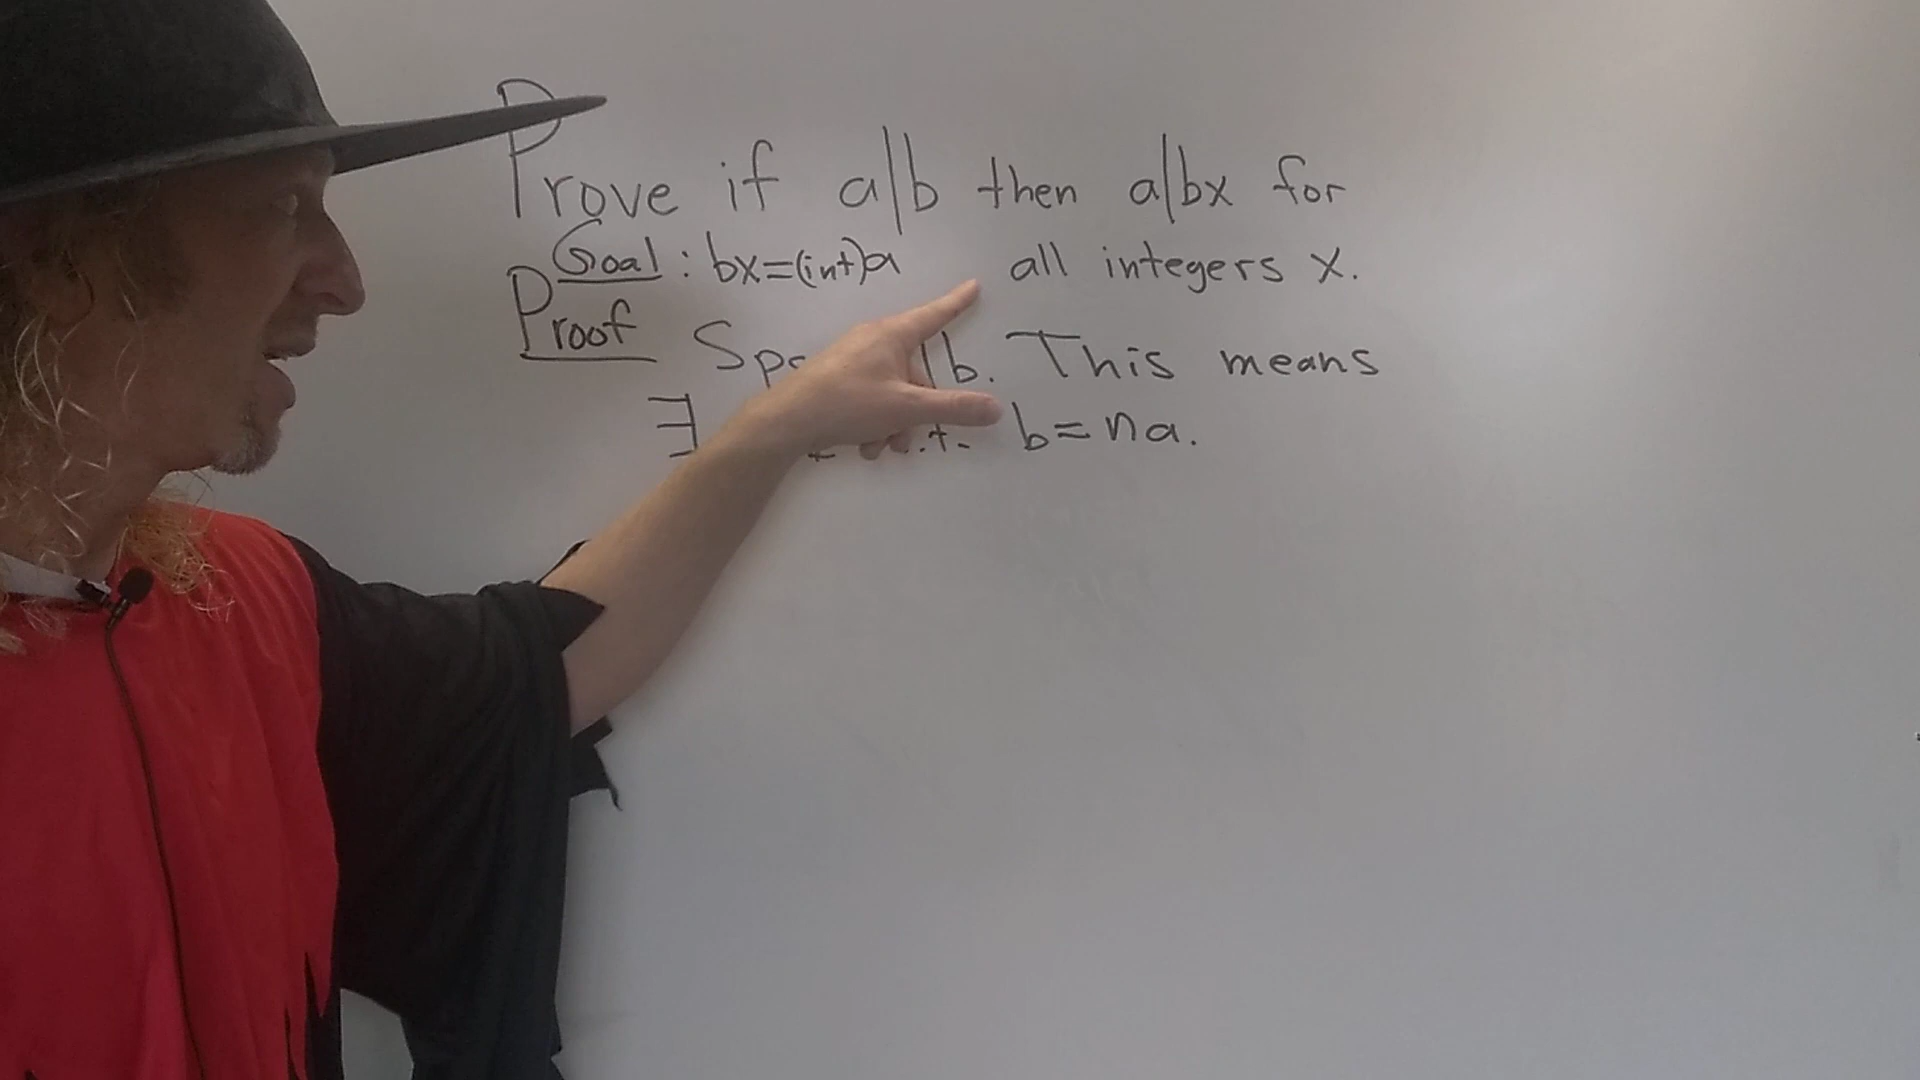 Prove if a|b then a|bx for
Goal: bx=(int)a all integers x.
Proof b. This means
∃ b=na.